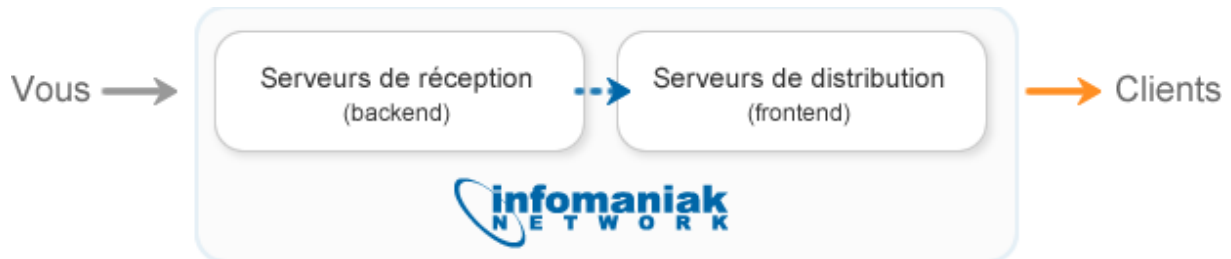 Vous
Serveurs de réception
(backend)
Serveurs de distribution
(frontend)
Clients
infomaniak
NETWORK